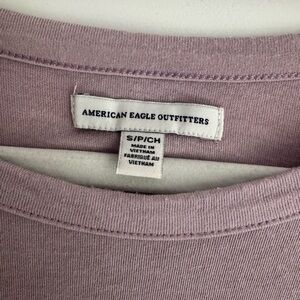 AMERICAN EAGLE OUTFITTERS
S/P/CH
MADE IN
VIETNAM
FABRIQUÉ AU
VIETNAM